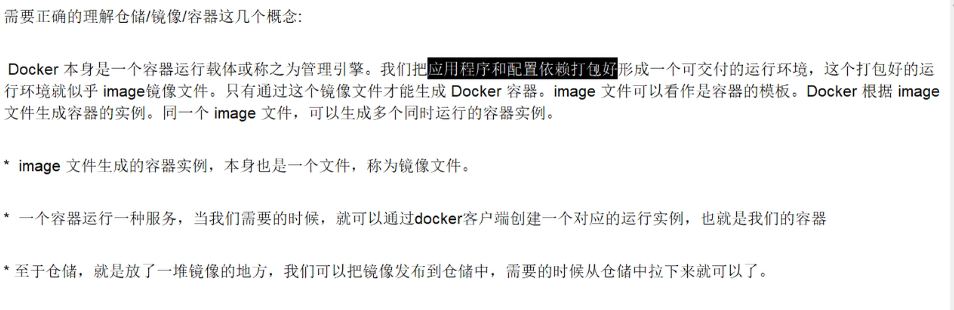 需要正确的理解仓储/镜像/容器这几个概念:
Docker 本身是一个容器运行载体或称之为管理引擎。我们把应用程序和配置依赖打包好形成一个可交付的运行环境，这个打包好的运
行环境就似乎 image镜像文件。只有通过这个镜像文件才能生成 Docker 容器。image 文件可以看作是容器的模板。Docker 根据 image
文件生成容器的实例。同一个 image 文件，可以生成多个同时运行的容器实例。
* image 文件生成的容器实例，本身也是一个文件，称为镜像文件。
* 一个容器运行一种服务，当我们需要的时候，就可以通过docker客户端创建一个对应的运行实例，也就是我们的容器
* 至于仓储，就是放了一堆镜像的地方，我们可以把镜像发布到仓储中，需要的时候从仓储中拉下来就可以了。